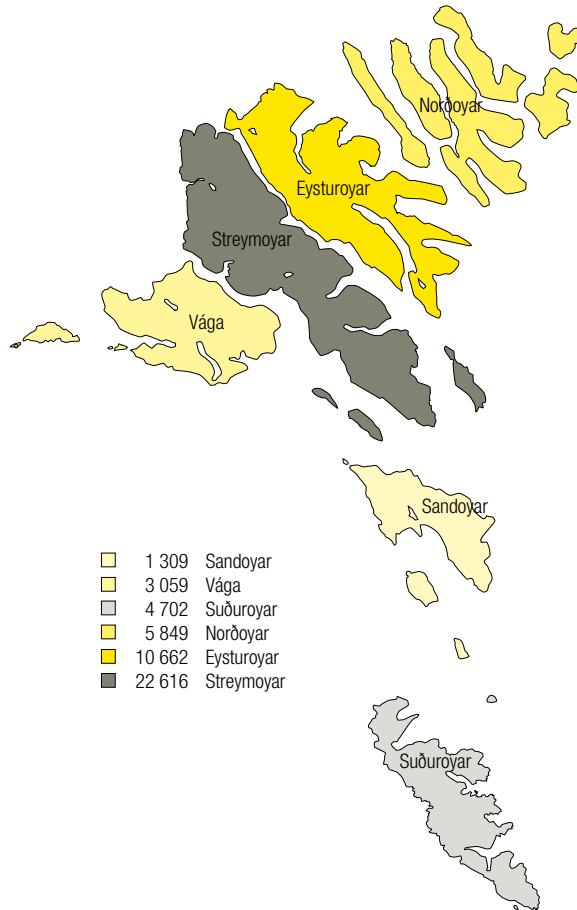 Norðoyar
Eysturoyar
Streymoyar
Vága
Sandoyar
1 309 Sandoyar
3 059 Vága
4 702 Suðuroyar
5 849 Norðoyar
10 662 Eysturoyar
22 616 Streymoyar
Suðuroyar